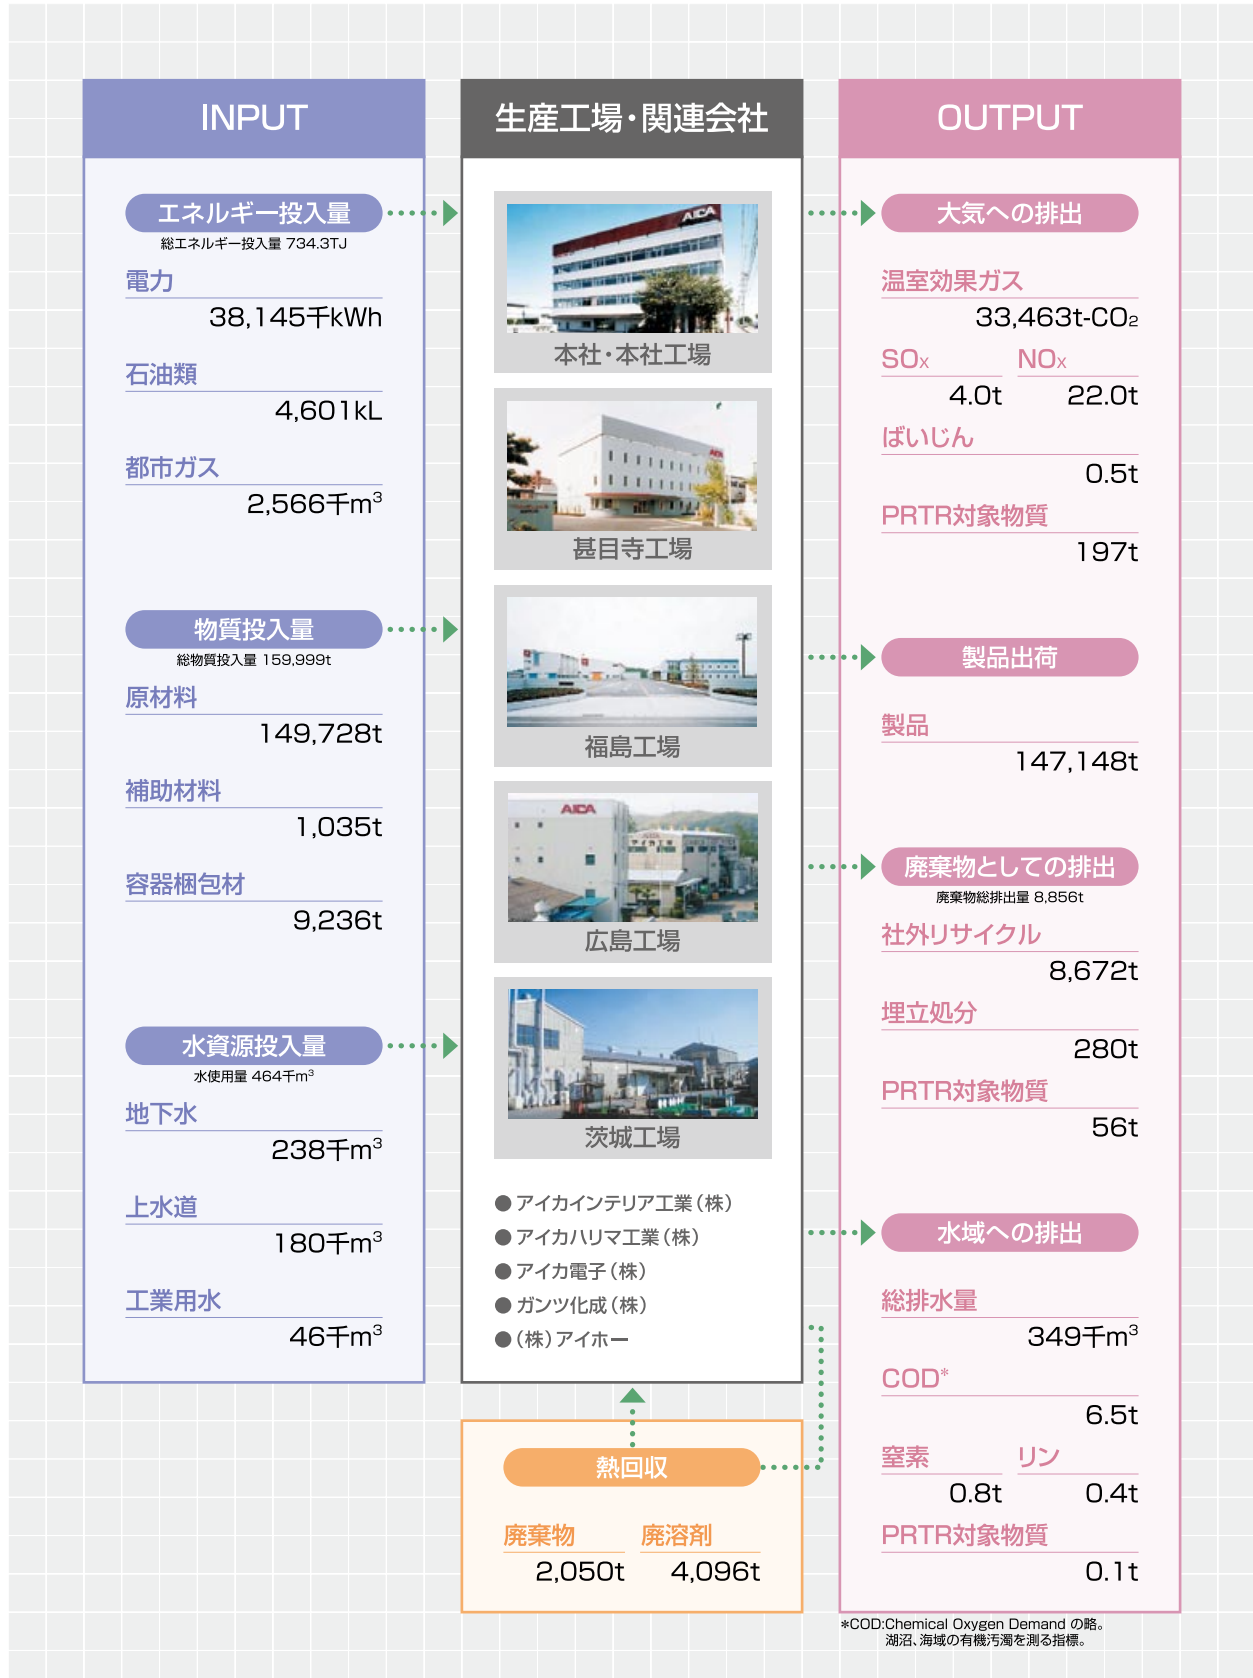 INPUT
エネルギー投入量
総エネルギー投入量 734.3TJ
電力
38,145千kWh
石油類
4,601kL
都市ガス
2,566千m³
物質投入量
総物質投入量 159,999t
原材料
149,728t
補助材料
1,035t
容器梱包材
9,236t
水資源投入量
水使用量 464千m³
地下水
238千m³
上水道
180千m³
工業用水
46千m³
生産工場・関連会社
AICA
本社・本社工場
AICA
甚目寺工場
福島工場
AICA
AICA
アイカ工業
広島工場
茨城工場
●アイカインテリア工業(株)
●アイカハリマ工業(株)
●アイカ電子(株)
●ガンツ化成(株)
●(株)アイホー
熱回収
廃棄物 廃溶剤
2,050t 4,096t
OUTPUT
大気への排出
温室効果ガス
33,463t-CO₂
SOx NOx
4.0t 22.0t
ばいじん
0.5t
PRTR対象物質
197t
製品出荷
製品
147,148t
廃棄物としての排出
廃棄物総排出量 8,856t
社外リサイクル
8,672t
埋立処分
280t
PRTR対象物質
56t
水域への排出
総排水量
349千m³
COD*
6.5t
窒素 リン
0.8t 0.4t
PRTR対象物質
0.1t
*COD:Chemical Oxygen Demand の略。
湖沼、海域の有機汚濁を測る指標。